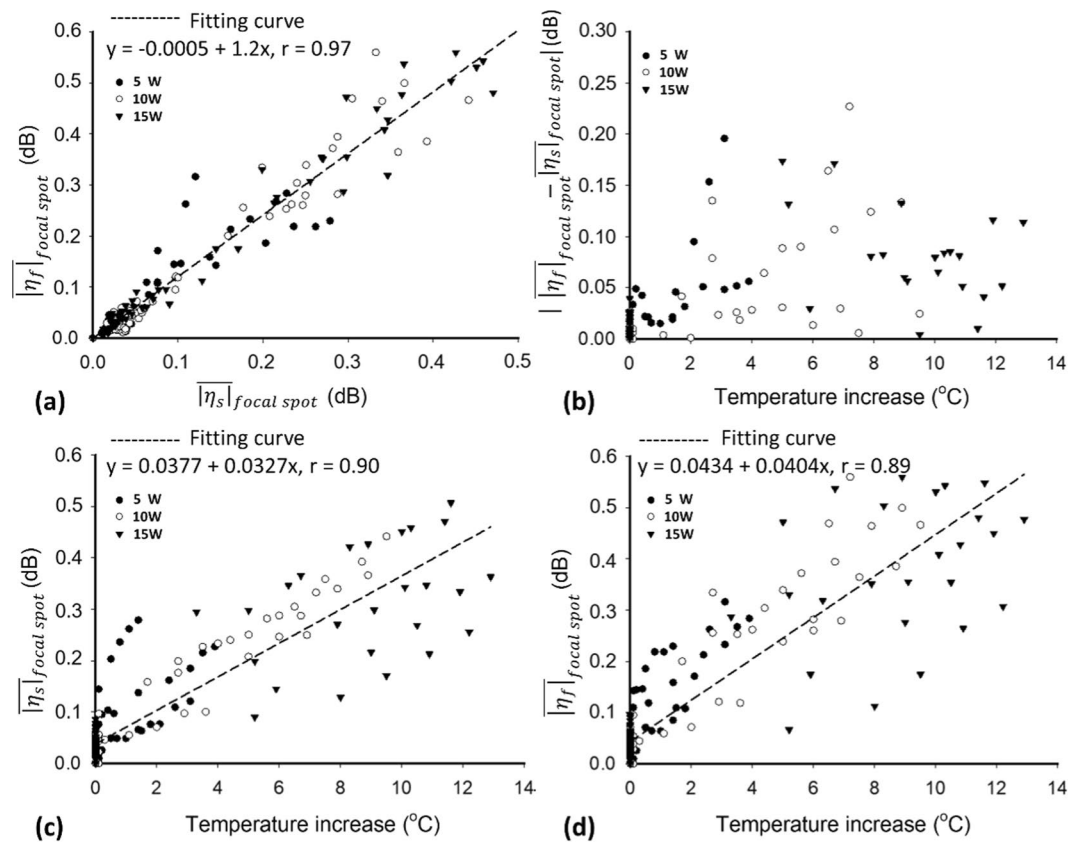 ---------- Fitting curve
y = -0.0005 + 1.2x, r = 0.97
5 W
10W
15W
0.6
0.5
0.4
0.3
0.2
0.1
0.0
|η_f|_focal spot (dB)
0.0 0.1 0.2 0.3 0.4 0.5
(a)
|η_s|_focal spot (dB)
5 W
10W
15W
0.30
0.25
0.20
0.15
0.10
0.05
0.00
| |η_f|_focal spot − |η_s|_focal spot | (dB)
0 2 4 6 8 10 12 14
(b)
Temperature increase (°C)
---------- Fitting curve
y = 0.0377 + 0.0327x, r = 0.90
5 W
10W
15W
0.6
0.5
0.4
0.3
0.2
0.1
0.0
|η_s|_focal spot (dB)
0 2 4 6 8 10 12 14
(c)
Temperature increase (°C)
---------- Fitting curve
y = 0.0434 + 0.0404x, r = 0.89
5 W
10W
15W
0.6
0.5
0.4
0.3
0.2
0.1
0.0
|η_f|_focal spot (dB)
0 2 4 6 8 10 12 14
(d)
Temperature increase (°C)